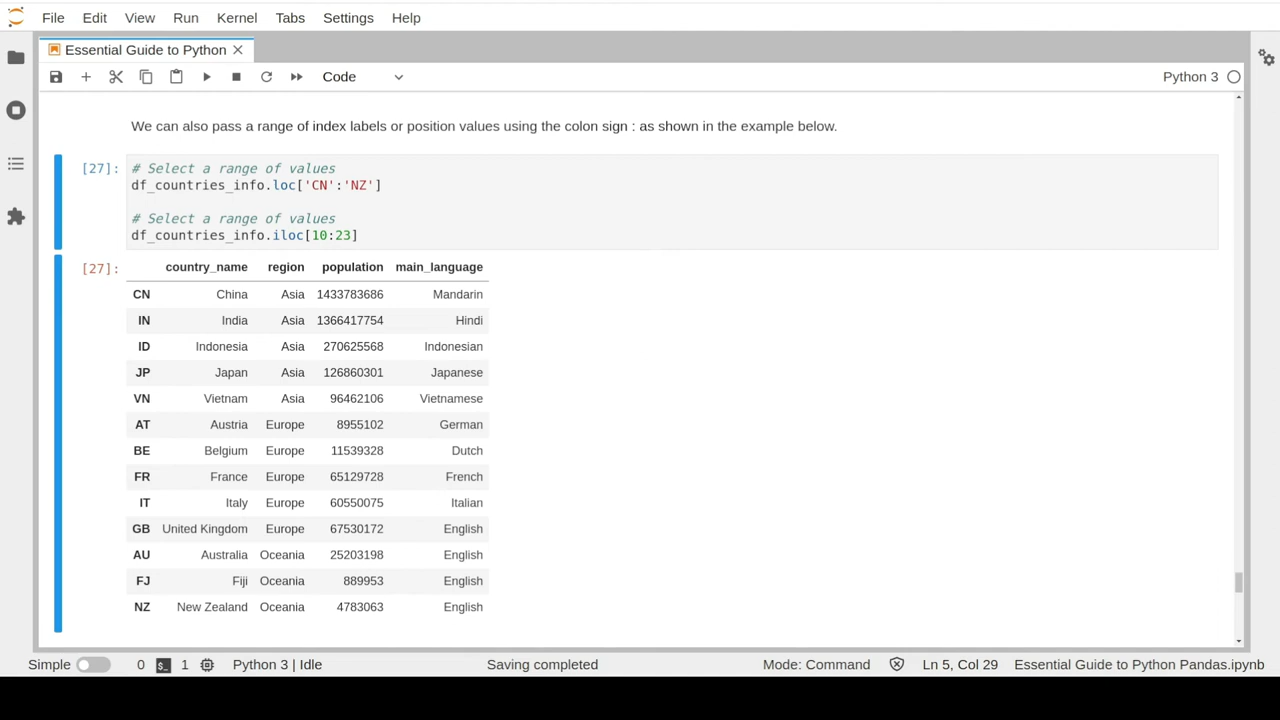 File Edit View Run Kernel Tabs Settings Help
Essential Guide to Python
Code
Python 3
We can also pass a range of index labels or position values using the colon sign : as shown in the example below.
[27]:
# Select a range of values
df_countries_info.loc['CN':'NZ']
# Select a range of values
df_countries_info.iloc[10:23]
[27]:
country_name region population main_language
CN China Asia 1433783686 Mandarin
IN India Asia 1366417754 Hindi
ID Indonesia Asia 270625568 Indonesian
JP Japan Asia 126860301 Japanese
VN Vietnam Asia 96462106 Vietnamese
AT Austria Europe 8955102 German
BE Belgium Europe 11539328 Dutch
FR France Europe 65129728 French
IT Italy Europe 60550075 Italian
GB United Kingdom Europe 67530172 English
AU Australia Oceania 25203198 English
FJ Fiji Oceania 889953 English
NZ New Zealand Oceania 4783063 English
Simple 0 $_ 1 Python 3 | Idle Saving completed Mode: Command Ln 5, Col 29 Essential Guide to Python Pandas.ipynb